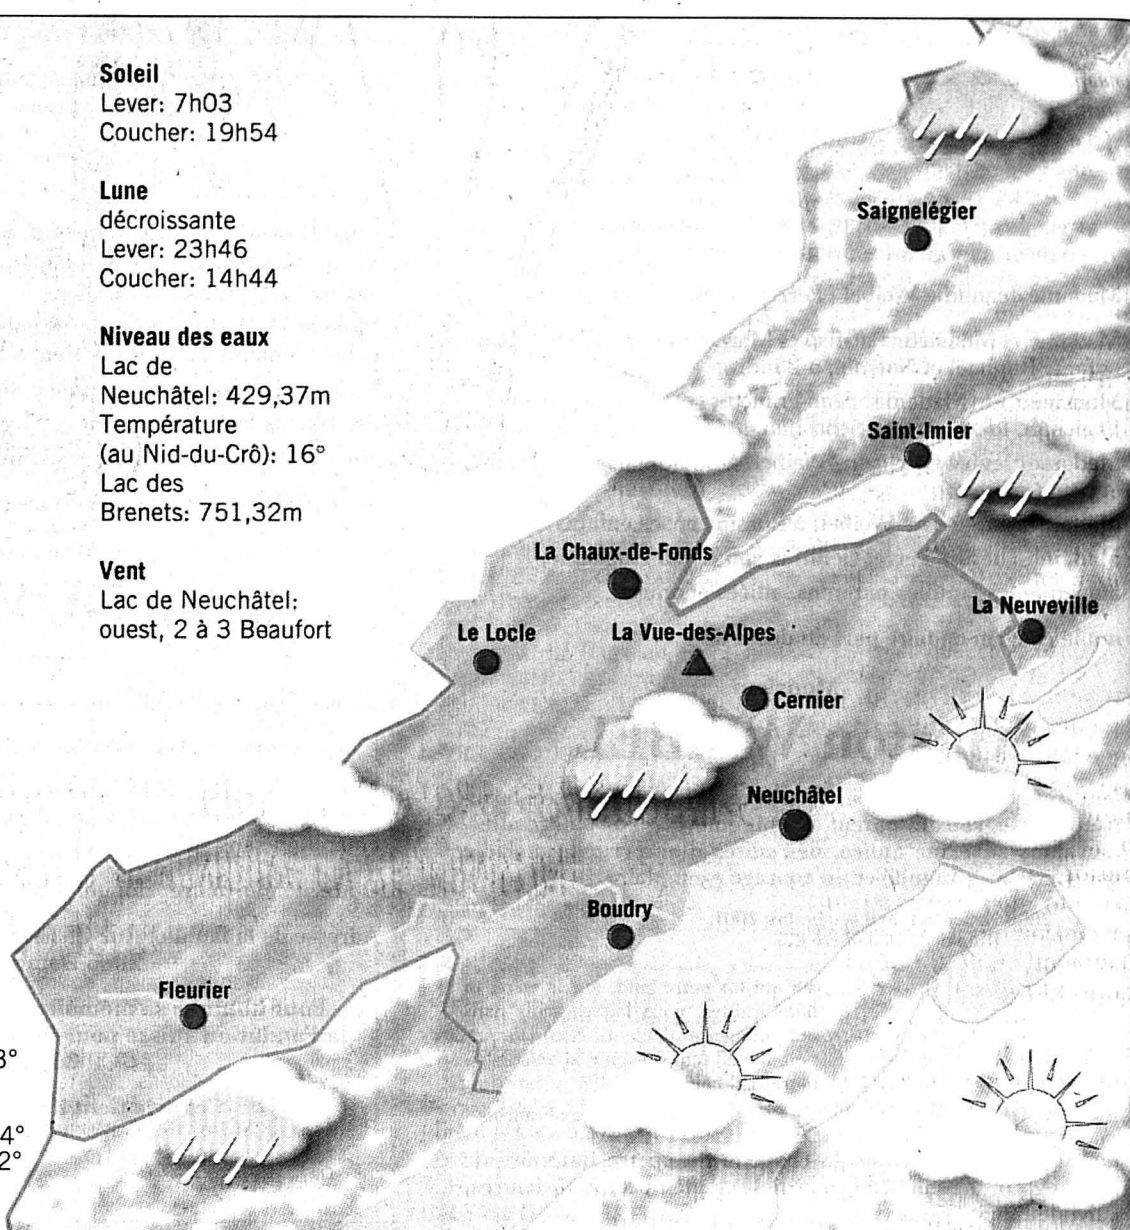 Soleil
Lever: 7h03
Coucher: 19h54
Lune
décroissante
Lever: 23h46
Coucher: 14h44
Niveau des eaux
Lac de
Neuchâtel: 429,37m
Température
(au Nid-du-Crô): 16°
Lac des
Brenets: 751,32m
Vent
Lac de Neuchâtel:
ouest, 2 à 3 Beaufort
Saignelégier
Saint-Imier
La Chaux-de-Fonds
La Neuveville
Le Locle
La Vue-des-Alpes
Cernier
Neuchâtel
Boudry
Fleurier
4°
2°